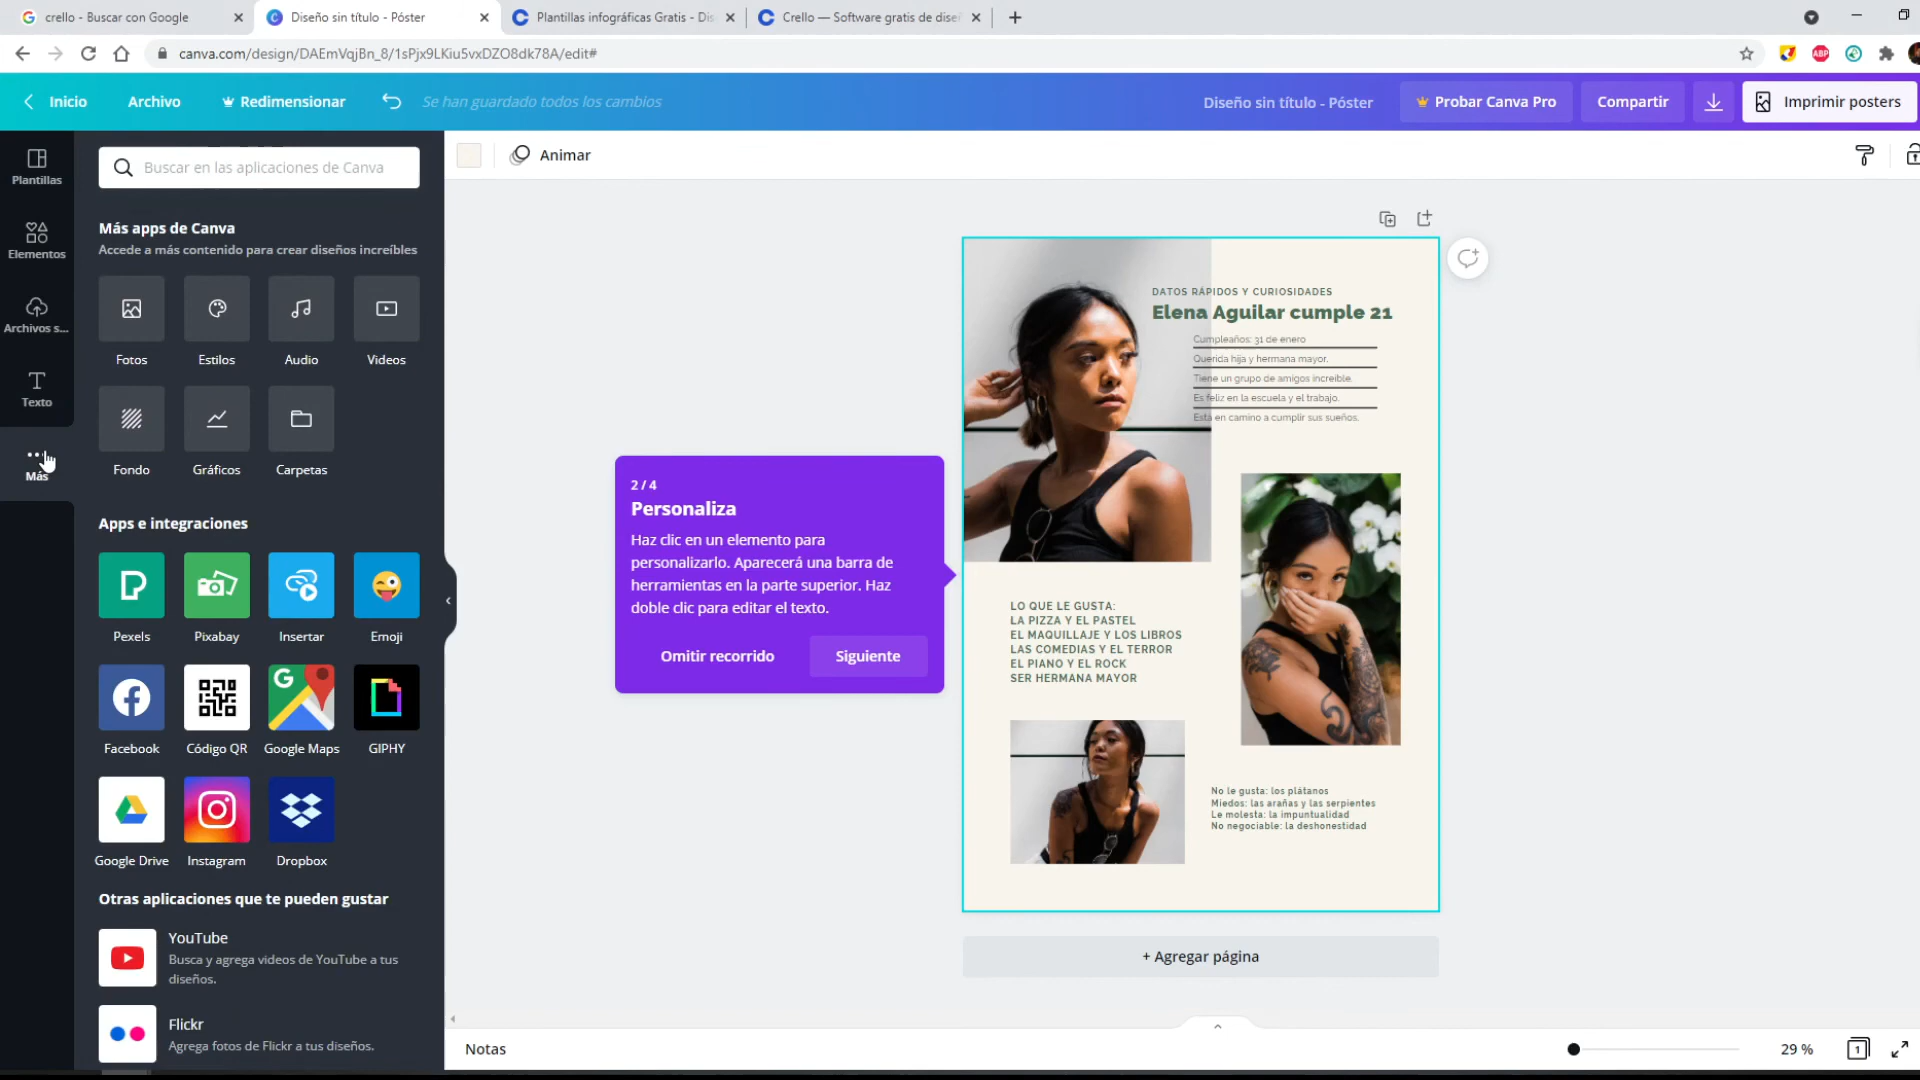 crello - Buscar con Google
Diseño sin título - Póster
Plantillas infográficas Gratis - Dis
Crello — Software gratis de dise
canva.com/design/DAEmVqjBn_8/1sPjx9LKiu5vxDZO8dk78A/edit#
ABP
Inicio
Archivo
Redimensionar
Se han guardado todos los cambios
Diseño sin título - Póster
Probar Canva Pro
Compartir
Imprimir posters
Plantillas
Elementos
Archivos s...
Texto
Más
Buscar en las aplicaciones de Canva
Más apps de Canva
Accede a más contenido para crear diseños increíbles
Fotos
Estilos
Audio
Videos
Fondo
Gráficos
Carpetas
Apps e integraciones
Pexels
Pixabay
Insertar
Emoji
Facebook
Código QR
Google Maps
GIPHY
Google Drive
Instagram
Dropbox
Otras aplicaciones que te pueden gustar
YouTube
Busca y agrega videos de YouTube a tus
diseños.
Flickr
Agrega fotos de Flickr a tus diseños.
Animar
2 / 4
Personaliza
Haz clic en un elemento para
personalizarlo. Aparecerá una barra de
herramientas en la parte superior. Haz
doble clic para editar el texto.
Omitir recorrido
Siguiente
DATOS RÁPIDOS Y CURIOSIDADES
Elena Aguilar cumple 21
Cumpleaños: 31 de enero
Querida hija y hermana mayor.
Tiene un grupo de amigos increíble.
Es feliz en la escuela y el trabajo.
Está en camino a cumplir sus sueños.
LO QUE LE GUSTA:
LA PIZZA Y EL PASTEL
EL MAQUILLAJE Y LOS LIBROS
LAS COMEDIAS Y EL TERROR
EL PIANO Y EL ROCK
SER HERMANA MAYOR
No le gusta: los plátanos
Miedos: las arañas y las serpientes
Le molesta: la impuntualidad
No negociable: la deshonestidad
+ Agregar página
Notas
29 %
1